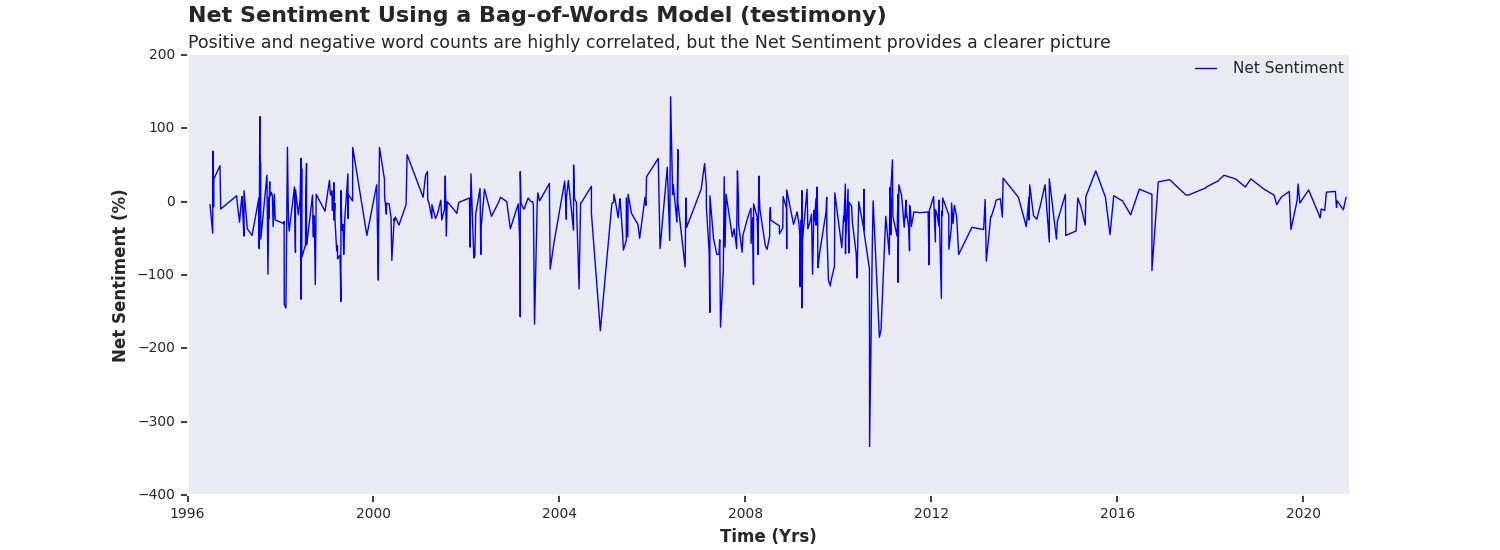 Net Sentiment Using a Bag-of-Words Model (testimony)
Positive and negative word counts are highly correlated, but the Net Sentiment provides a clearer picture
Net Sentiment
200
100
0
−100
−200
−300
−400
Net Sentiment (%)
1996 2000 2004 2008 2012 2016 2020
Time (Yrs)